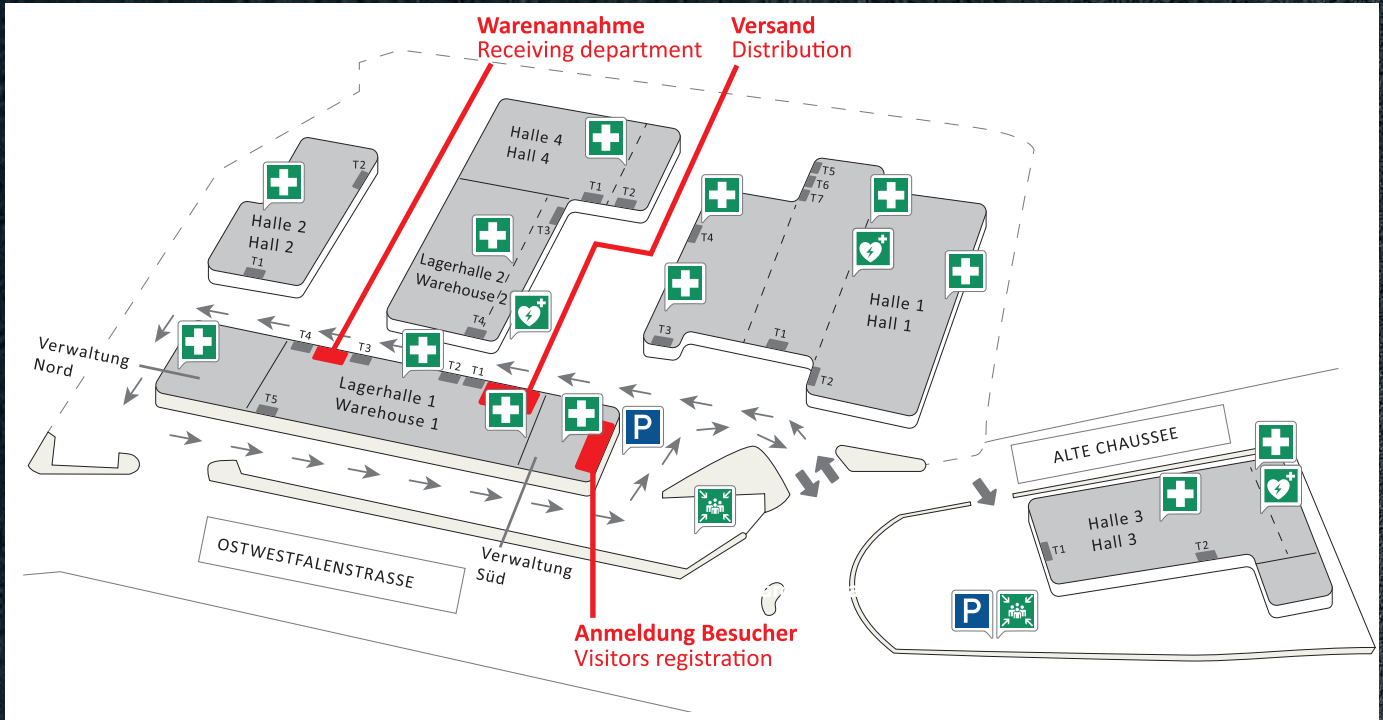 Warenannahme
Receiving department
Versand
Distribution
Halle 4
Hall 4
T1
T2
T2
Halle 2
Hall 2
T1
T3
Lagerhalle 2
Warehouse 2
T4
T5
T6
T7
T4
T3
T1
T2
Halle 1
Hall 1
Verwaltung
Nord
T4
T3
T2
T1
Lagerhalle 1
Warehouse 1
T5
P
ALTE CHAUSSEE
Halle 3
Hall 3
T1
T2
OSTWESTFALENSTRASSE
Verwaltung
Süd
P
Anmeldung Besucher
Visitors registration